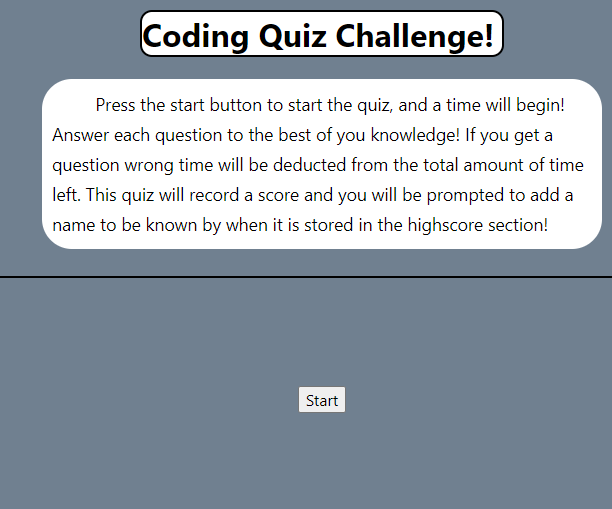 Coding Quiz Challenge!
Press the start button to start the quiz, and a time will begin!
Answer each question to the best of you knowledge! If you get a
question wrong time will be deducted from the total amount of time
left. This quiz will record a score and you will be prompted to add a
name to be known by when it is stored in the highscore section!
Start